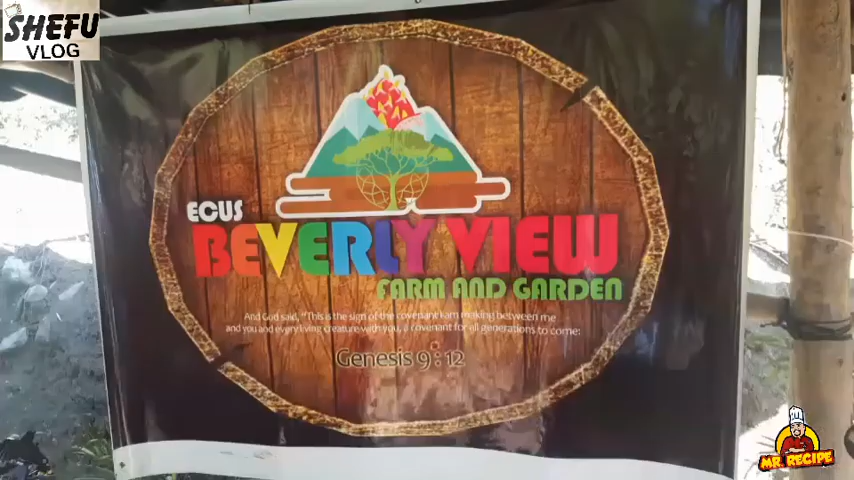 SHEFU
VLOG
ECUS
BEVERLY VIEW
FARM AND GARDEN
And God said, "This is the sign of the covenant I am making between me
and you and every living creature with you, a covenant for all generations to come:
Genesis 9 : 12
MR. RECIPE